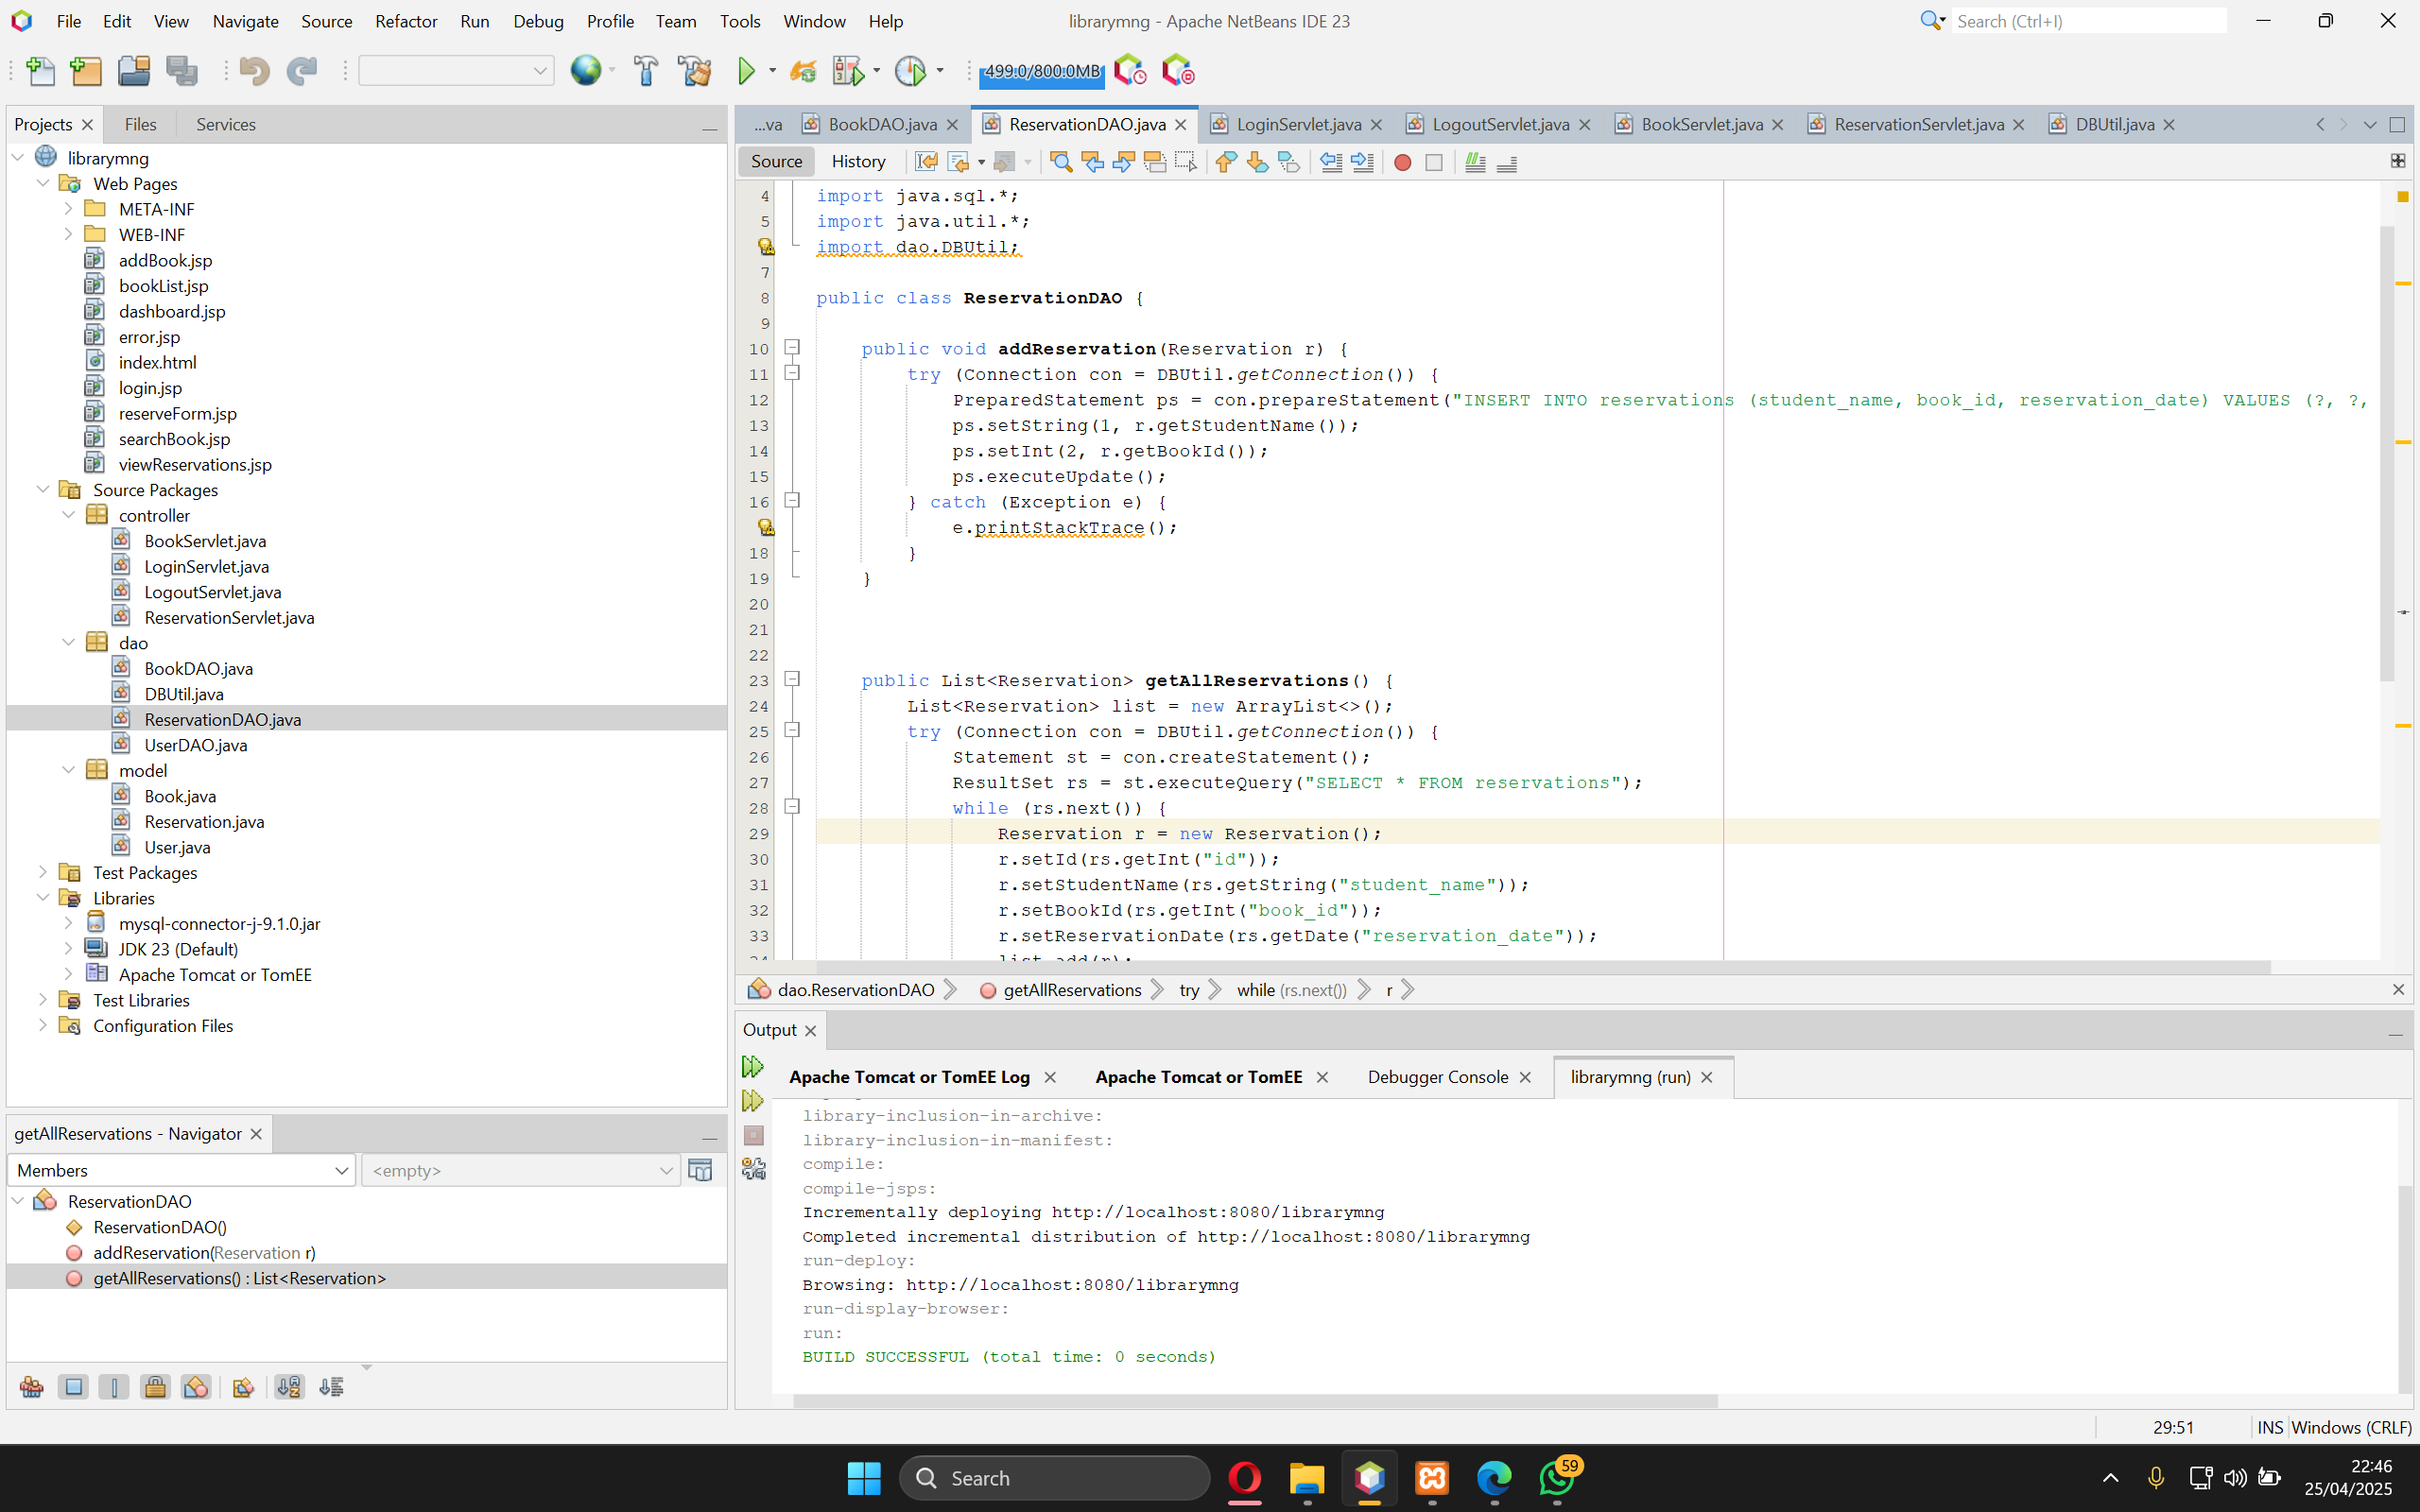 File Edit View Navigate Source Refactor Run Debug Profile Team Tools Window Help
librarymng - Apache NetBeans IDE 23
Search (Ctrl+I)
499.0/800.0MB
Projects
Files
Services
librarymng
Web Pages
META-INF
WEB-INF
addBook.jsp
bookList.jsp
dashboard.jsp
error.jsp
index.html
login.jsp
reserveForm.jsp
searchBook.jsp
viewReservations.jsp
Source Packages
controller
BookServlet.java
LoginServlet.java
LogoutServlet.java
ReservationServlet.java
dao
BookDAO.java
DBUtil.java
ReservationDAO.java
UserDAO.java
model
Book.java
Reservation.java
User.java
Test Packages
Libraries
mysql-connector-j-9.1.0.jar
JDK 23 (Default)
Apache Tomcat or TomEE
Test Libraries
Configuration Files
getAllReservations - Navigator
Members
<empty>
ReservationDAO
ReservationDAO()
addReservation(Reservation r)
getAllReservations() : List<Reservation>
...va BookDAO.java ReservationDAO.java LoginServlet.java LogoutServlet.java BookServlet.java ReservationServlet.java DBUtil.java
Source History
4 import java.sql.*;
5 import java.util.*;
import dao.DBUtil;
7
8 public class ReservationDAO {
9
10 public void addReservation(Reservation r) {
11 try (Connection con = DBUtil.getConnection()) {
12 PreparedStatement ps = con.prepareStatement("INSERT INTO reservations (student_name, book_id, reservation_date) VALUES (?, ?,
13 ps.setString(1, r.getStudentName());
14 ps.setInt(2, r.getBookId());
15 ps.executeUpdate();
16 } catch (Exception e) {
e.printStackTrace();
18 }
19 }
20
21
22
23 public List<Reservation> getAllReservations() {
24 List<Reservation> list = new ArrayList<>();
25 try (Connection con = DBUtil.getConnection()) {
26 Statement st = con.createStatement();
27 ResultSet rs = st.executeQuery("SELECT * FROM reservations");
28 while (rs.next()) {
29 Reservation r = new Reservation();
30 r.setId(rs.getInt("id"));
31 r.setStudentName(rs.getString("student_name"));
32 r.setBookId(rs.getInt("book_id"));
33 r.setReservationDate(rs.getDate("reservation_date"));
dao.ReservationDAO getAllReservations try while (rs.next()) r
Output
Apache Tomcat or TomEE Log Apache Tomcat or TomEE Debugger Console librarymng (run)
library-inclusion-in-archive:
library-inclusion-in-manifest:
compile:
compile-jsps:
Incrementally deploying http://localhost:8080/librarymng
Completed incremental distribution of http://localhost:8080/librarymng
run-deploy:
Browsing: http://localhost:8080/librarymng
run-display-browser:
run:
BUILD SUCCESSFUL (total time: 0 seconds)
29:51 INS Windows (CRLF)
Search
59
22:46
25/04/2025